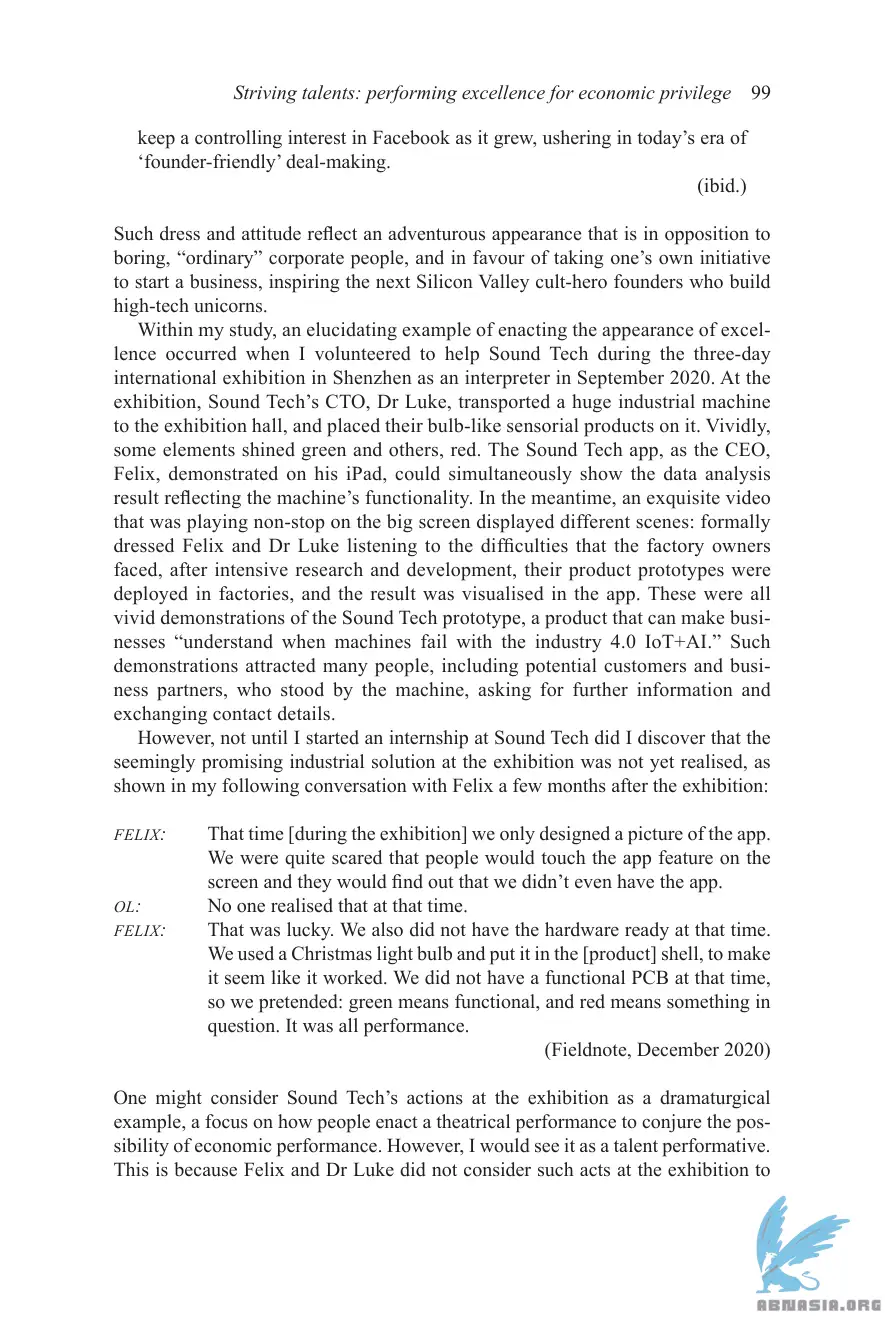 Striving talents: performing excellence for economic privilege 99
keep a controlling interest in Facebook as it grew, ushering in today’s era of
‘founder-friendly’ deal-making.
(ibid.)
Such dress and attitude reflect an adventurous appearance that is in opposition to
boring, “ordinary” corporate people, and in favour of taking one’s own initiative
to start a business, inspiring the next Silicon Valley cult-hero founders who build
high-tech unicorns.
Within my study, an elucidating example of enacting the appearance of excel-
lence occurred when I volunteered to help Sound Tech during the three-day
international exhibition in Shenzhen as an interpreter in September 2020. At the
exhibition, Sound Tech’s CTO, Dr Luke, transported a huge industrial machine
to the exhibition hall, and placed their bulb-like sensorial products on it. Vividly,
some elements shined green and others, red. The Sound Tech app, as the CEO,
Felix, demonstrated on his iPad, could simultaneously show the data analysis
result reflecting the machine’s functionality. In the meantime, an exquisite video
that was playing non-stop on the big screen displayed different scenes: formally
dressed Felix and Dr Luke listening to the difficulties that the factory owners
faced, after intensive research and development, their product prototypes were
deployed in factories, and the result was visualised in the app. These were all
vivid demonstrations of the Sound Tech prototype, a product that can make busi-
nesses “understand when machines fail with the industry 4.0 IoT+AI.” Such
demonstrations attracted many people, including potential customers and busi-
ness partners, who stood by the machine, asking for further information and
exchanging contact details.
However, not until I started an internship at Sound Tech did I discover that the
seemingly promising industrial solution at the exhibition was not yet realised, as
shown in my following conversation with Felix a few months after the exhibition:
FELIX: That time [during the exhibition] we only designed a picture of the app.
We were quite scared that people would touch the app feature on the
screen and they would find out that we didn’t even have the app.
OL: No one realised that at that time.
FELIX: That was lucky. We also did not have the hardware ready at that time.
We used a Christmas light bulb and put it in the [product] shell, to make
it seem like it worked. We did not have a functional PCB at that time,
so we pretended: green means functional, and red means something in
question. It was all performance.
(Fieldnote, December 2020)
One might consider Sound Tech’s actions at the exhibition as a dramaturgical
example, a focus on how people enact a theatrical performance to conjure the pos-
sibility of economic performance. However, I would see it as a talent performative.
This is because Felix and Dr Luke did not consider such acts at the exhibition to
ABNASIA.ORG